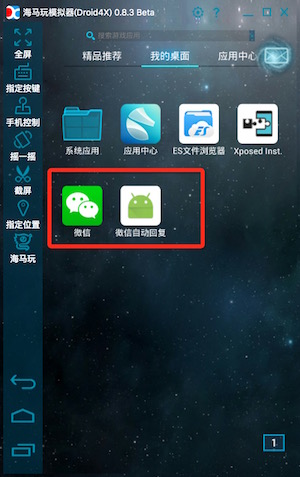 海马玩模拟器(Droid4X) 0.8.3 Beta
搜索游戏应用
精品推荐
我的桌面
应用中心
全屏
指定按键
手机控制
摇一摇
截屏
指定位置
海马玩
系统应用
应用中心
ES文件浏览器
Xposed Inst.
微信
微信自动回复
1